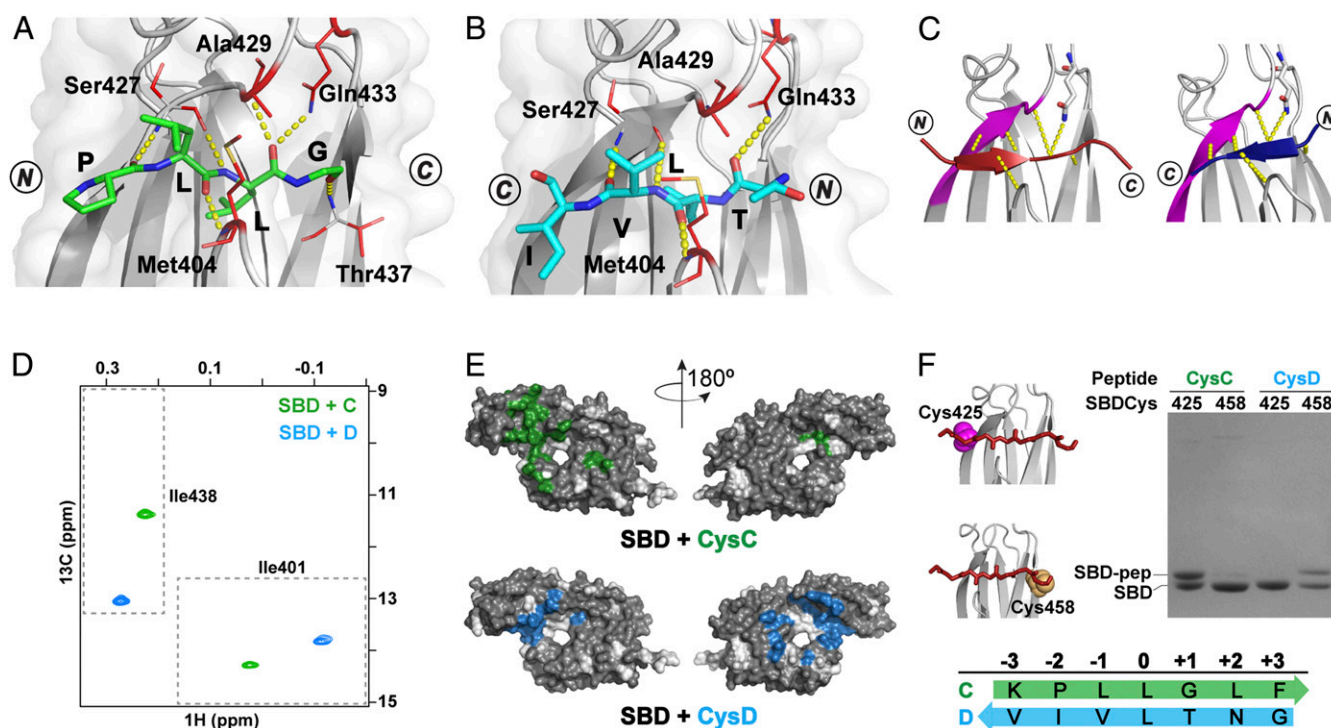 A
Ala429
Ser427
Gln433
P
G
N
L
L
C
Met404
Thr437
B
Ala429
Ser427
Gln433
L
C
N
V
T
I
Met404
C
N
C
N
C
D
0.3 0.1 -0.1
9
SBD + C
SBD + D
11
Ile438
13C (ppm)
Ile401
13
15
1H (ppm)
E
180º
SBD + CysC
SBD + CysD
F
Peptide CysC CysD
SBDCys 425 458 425 458
Cys425
SBD-pep
SBD
Cys458
-3 -2 -1 0 +1 +2 +3
C K P L L G L F
D V I V L T N G